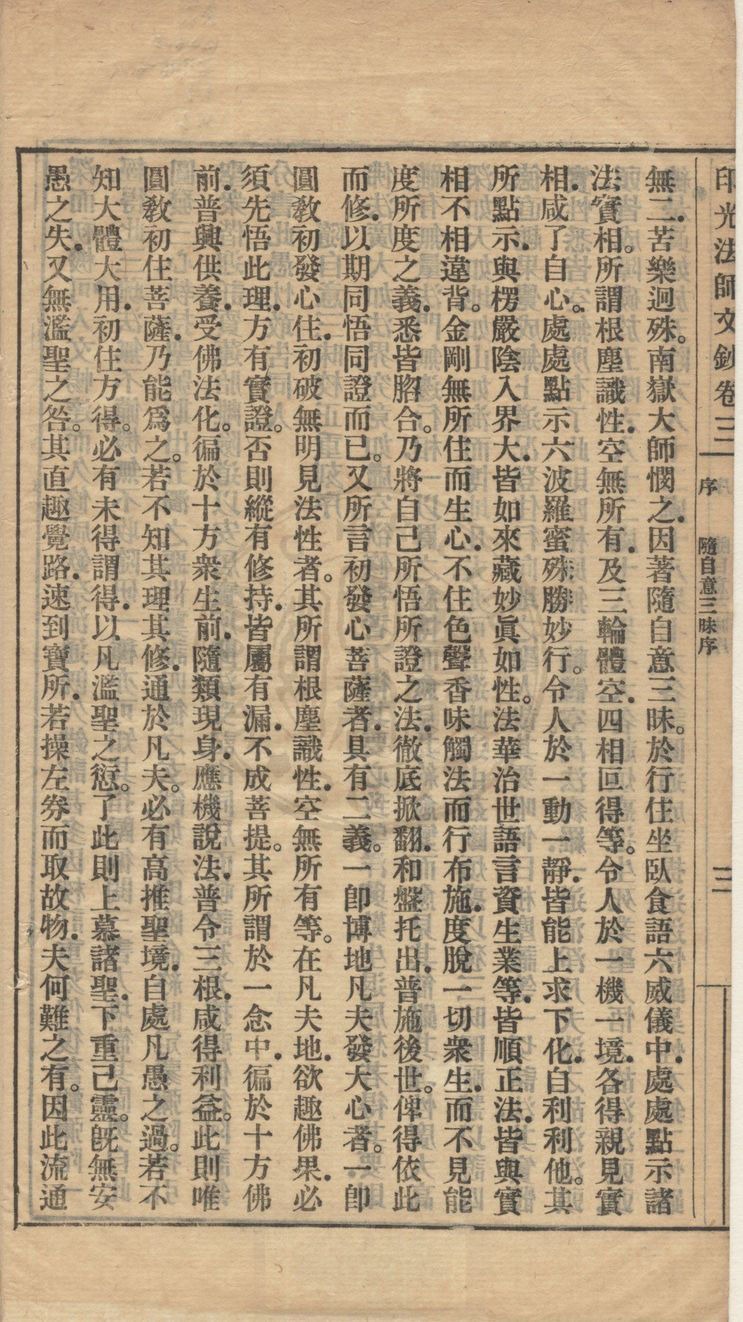 印光法師文鈔卷三 序 隨自意三昧序 三
無二.苦樂迥殊。南嶽大師憫之.因著隨自意三昧。於行住坐臥食語六威儀中.處處點示諸
法實相。所謂根塵識性.空無所有.及三輪體空.四相叵得等。令人於一機一境.各得親見實
相.咸了自心。處處點示六波羅蜜殊勝妙行。令人於一動一靜.皆能上求下化.自利利他。其
所點示.與楞嚴陰入界大.皆如來藏妙眞如性。法華治世語言資生業等.皆順正法.皆與實
相不相違背。金剛無所住而生心.不住色聲香味觸法而行布施.度脫一切衆生.而不見能
度所度之義.悉皆脗合。乃將自己所悟所證之法.徹底掀翻.和盤托出.普施後世。俾得依此
而修.以期同悟同證而已。又所言初發心菩薩者.具有二義。一卽博地凡夫發大心者。一卽
圓敎初發心住.初破無明見法性者。其所謂根塵識性.空無所有等。在凡夫地.欲趣佛果.必
須先悟此理.方有實證。否則縱有修持.皆屬有漏.不成菩提。其所謂於一念中.徧於十方佛
前.普興供養.受佛法化。徧於十方衆生前.隨類現身.應機說法.普令三根.咸得利益。此則唯
圓敎初住菩薩.乃能爲之。若不知其理其修.通於凡夫。必有高推聖境.自處凡愚之過。若不
知大體大用.初住方得。必有未得謂得.以凡濫聖之愆。了此則上慕諸聖.下重己靈。旣無安
愚之失.又無濫聖之咎。其直趣覺路.速到寶所.若操左券而取故物.夫何難之有。因此流通